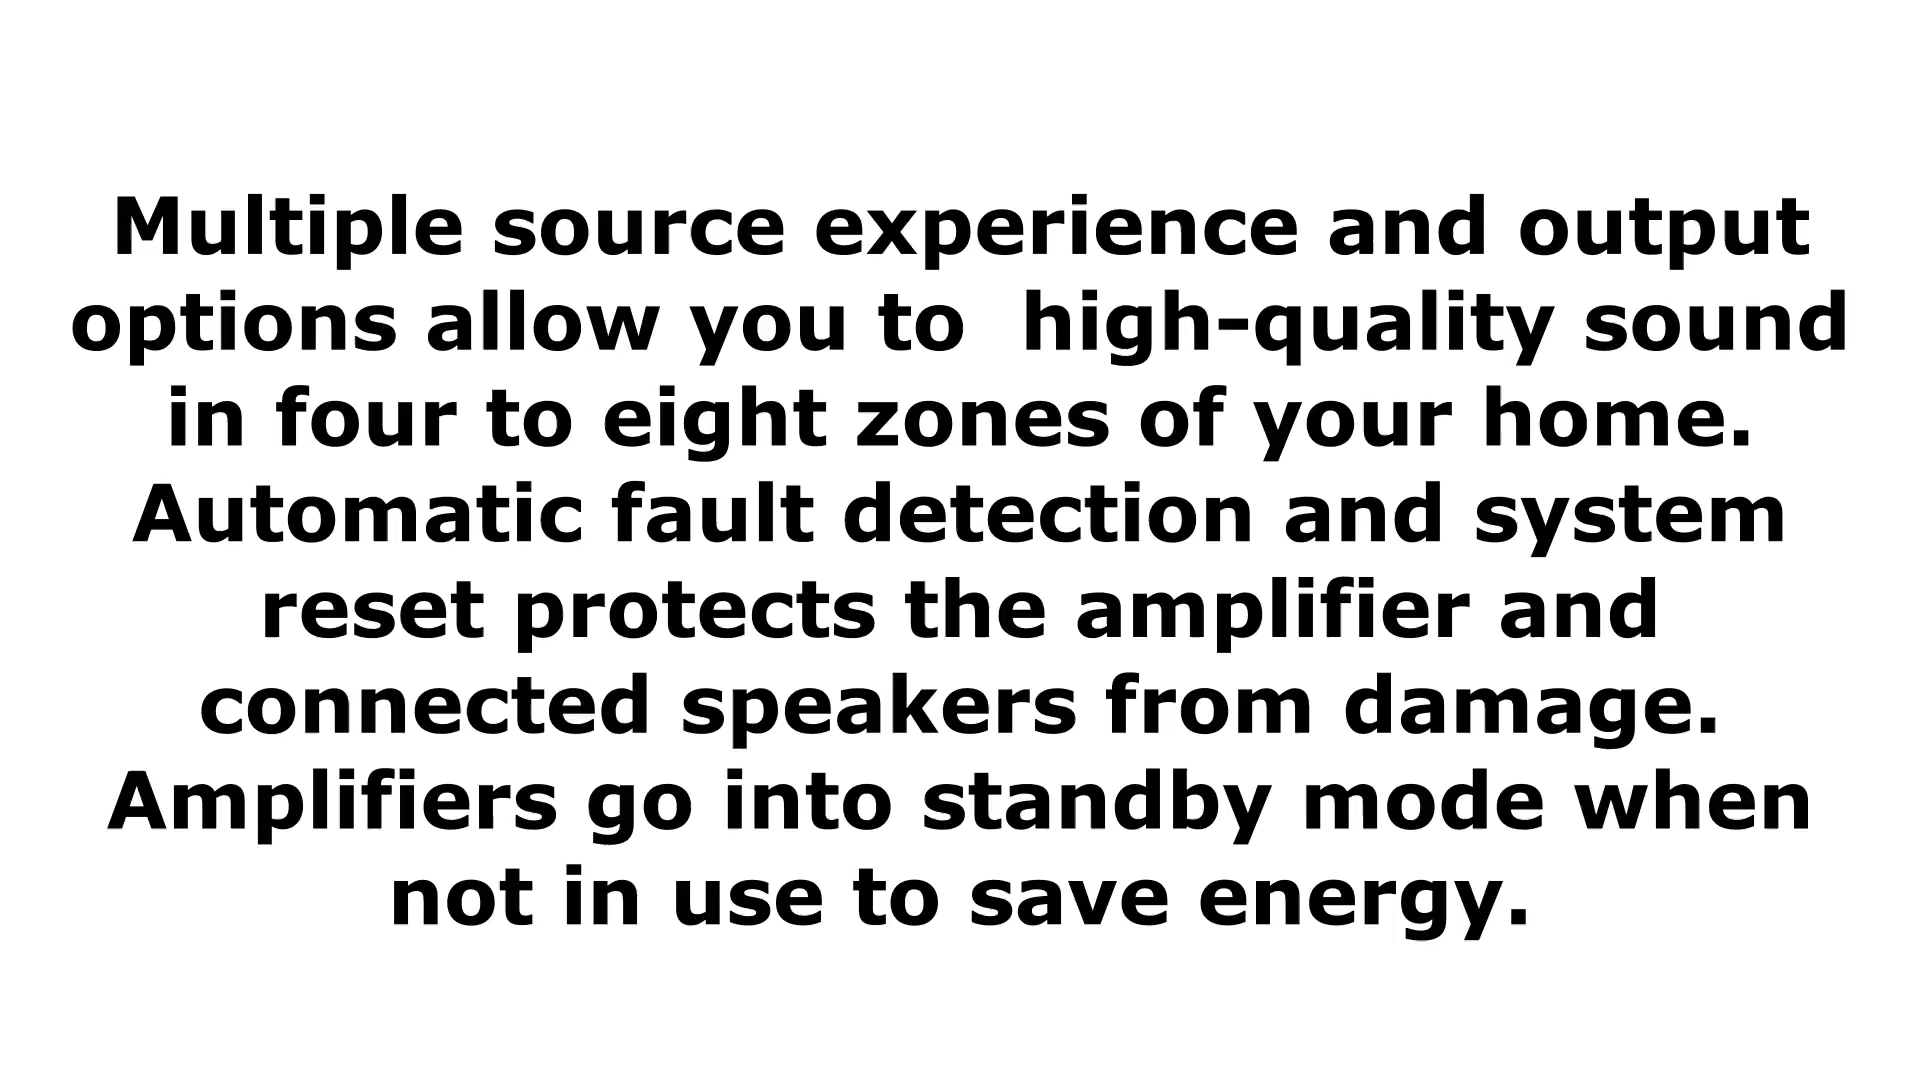 Multiple source experience and output
options allow you to  high-quality sound
in four to eight zones of your home.
Automatic fault detection and system
reset protects the amplifier and
connected speakers from damage.
Amplifiers go into standby mode when
not in use to save energy.